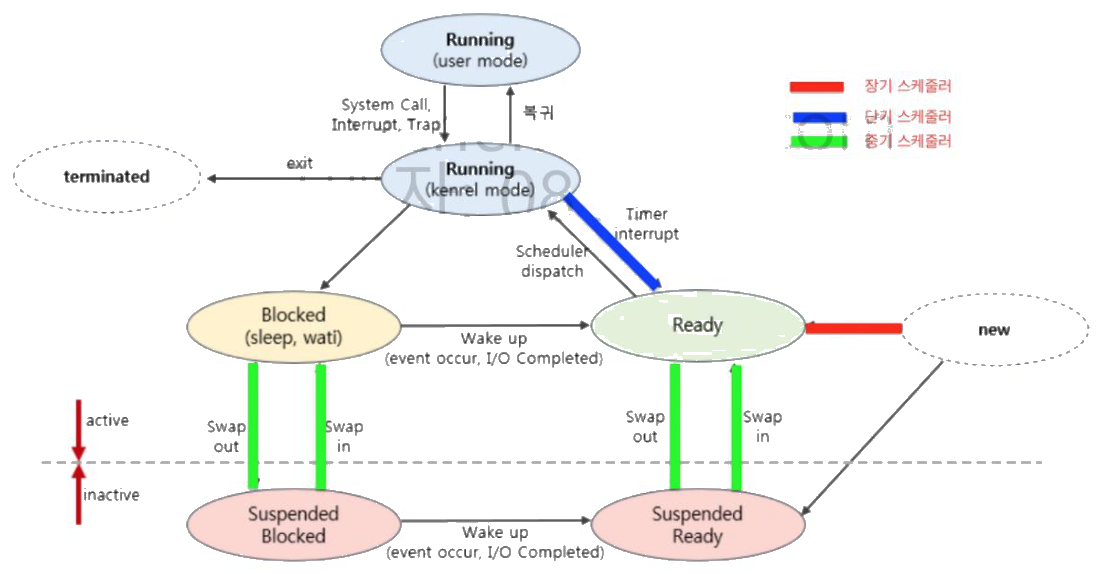 Running
(user mode)
System Call,
Interrupt, Trap
복귀
장기 스케줄러
단기 스케줄러
중기 스케줄러
terminated
exit
Running
(kenrel mode)
Timer
interrupt
Scheduler
dispatch
Blocked
(sleep, wati)
Wake up
(event occur, I/O Completed)
Ready
new
Swap
out
Swap
in
Swap
out
Swap
in
active
inactive
Suspended
Blocked
Wake up
(event occur, I/O Completed)
Suspended
Ready